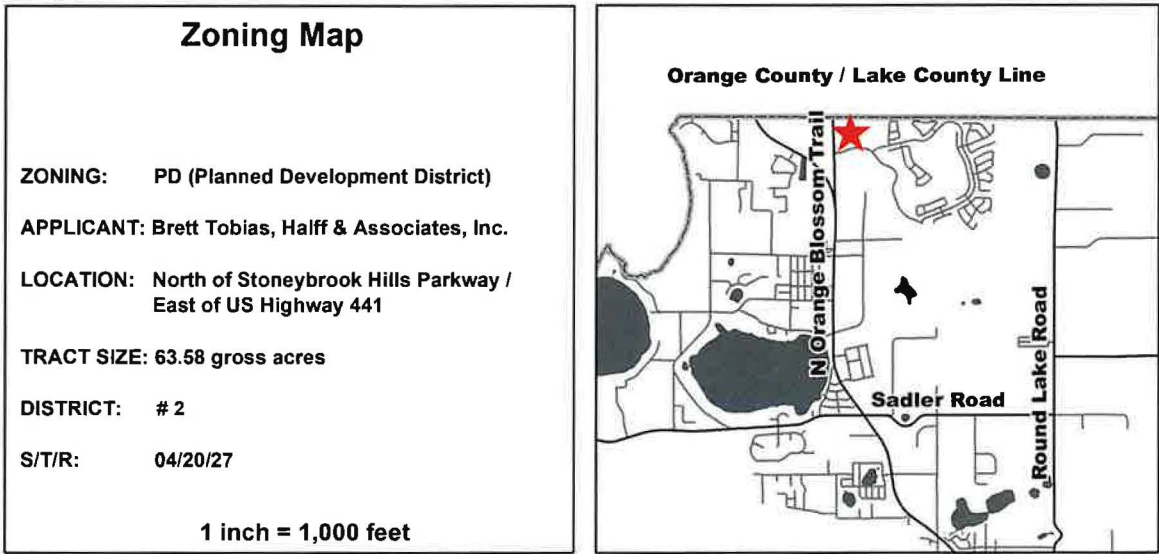 Zoning Map
ZONING: PD (Planned Development District)
APPLICANT: Brett Tobias, Halff & Associates, Inc.
LOCATION: North of Stoneybrook Hills Parkway /
East of US Highway 441
TRACT SIZE: 63.58 gross acres
DISTRICT: # 2
S/T/R: 04/20/27
1 inch = 1,000 feet
Orange County / Lake County Line
N Orange Blossom Trail
Sadler Road
Round Lake Road